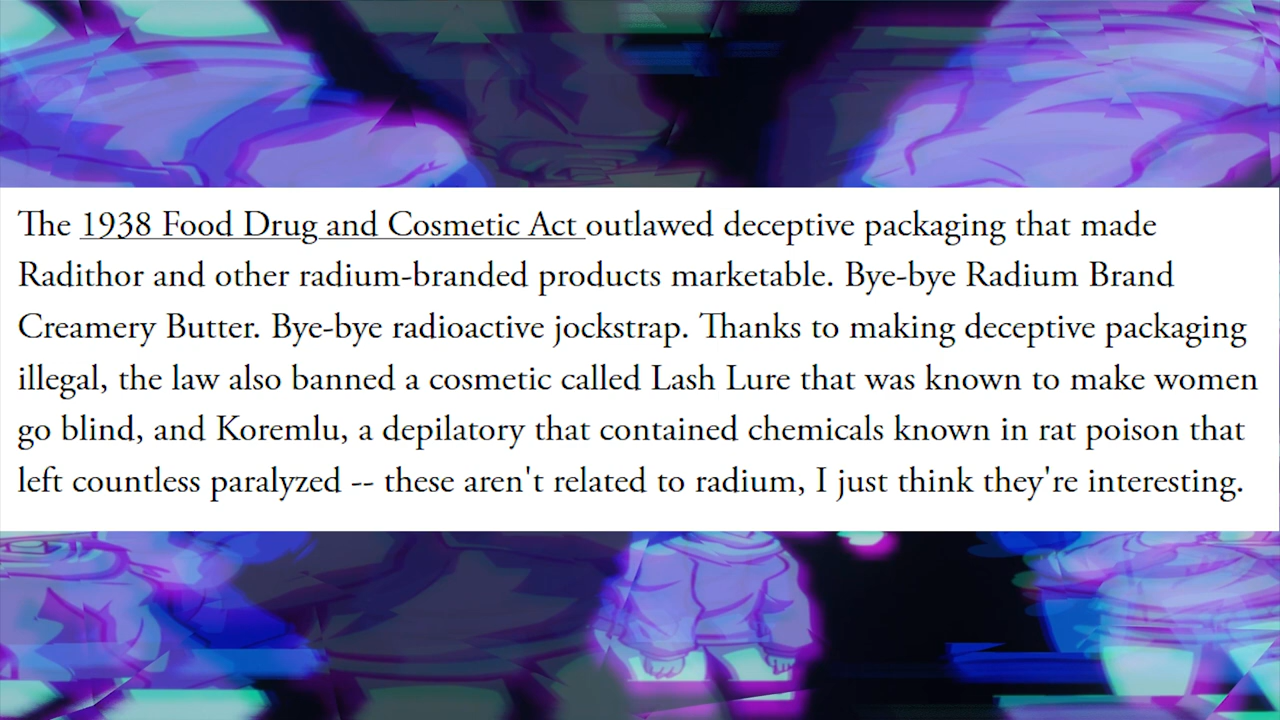 The 1938 Food Drug and Cosmetic Act outlawed deceptive packaging that made
Radithor and other radium-branded products marketable. Bye-bye Radium Brand
Creamery Butter. Bye-bye radioactive jockstrap. Thanks to making deceptive packaging
illegal, the law also banned a cosmetic called Lash Lure that was known to make women
go blind, and Koremlu, a depilatory that contained chemicals known in rat poison that
left countless paralyzed -- these aren't related to radium, I just think they're interesting.